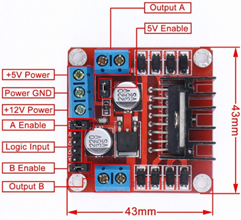 Output A
5V Enable
+5V Power
Power GND
+12V Power
A Enable
Logic Input
B Enable
Output B
43mm
43mm